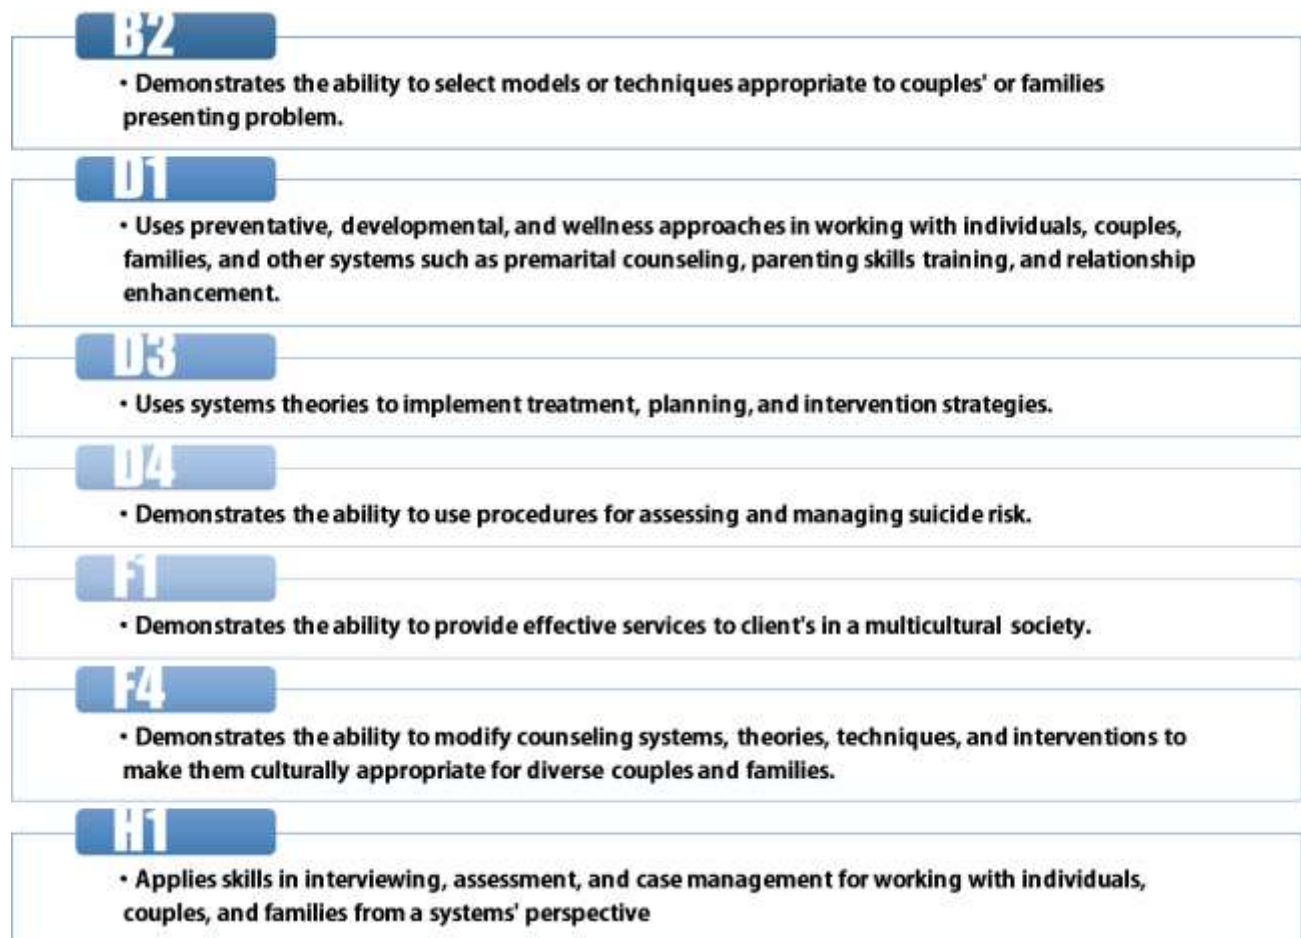 B2
• Demonstrates the ability to select models or techniques appropriate to couples' or families
presenting problem.
D1
• Uses preventative, developmental, and wellness approaches in working with individuals, couples,
families, and other systems such as premarital counseling, parenting skills training, and relationship
enhancement.
D3
• Uses systems theories to implement treatment, planning, and intervention strategies.
D4
• Demonstrates the ability to use procedures for assessing and managing suicide risk.
F1
• Demonstrates the ability to provide effective services to client's in a multicultural society.
F4
• Demonstrates the ability to modify counseling systems, theories, techniques, and interventions to
make them culturally appropriate for diverse couples and families.
H1
• Applies skills in interviewing, assessment, and case management for working with individuals,
couples, and families from a systems' perspective